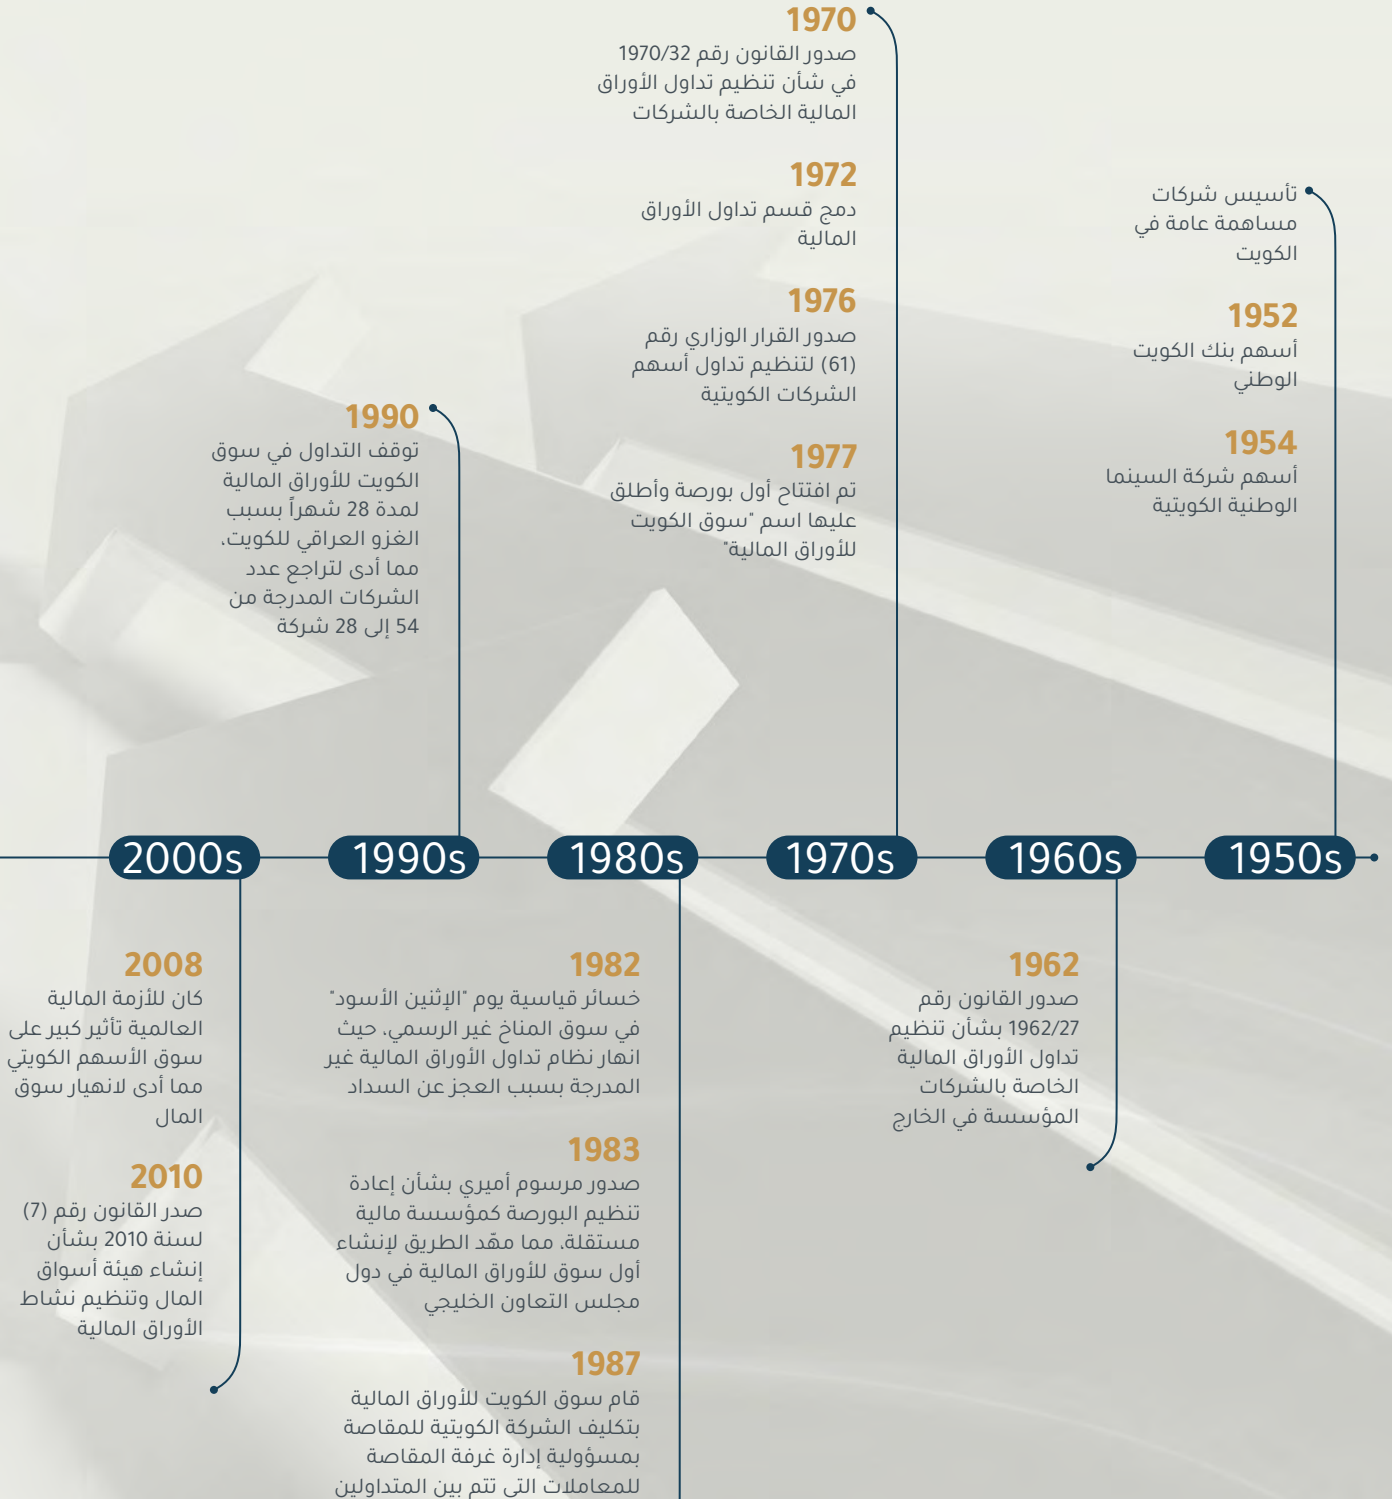 تأسيس شركات
مساهمة عامة في
الكويت
1952
أسهم بنك الكويت
الوطني
1954
أسهم شركة السينما
الوطنية الكويتية
1950s
1960s
1962
صدور القانون رقم
1962/27 بشأن تنظيم
تداول الأوراق المالية
الخاصة بالشركات
المؤسسة في الخارج
1970
صدور القانون رقم 1970/32
في شأن تنظيم تداول الأوراق
المالية الخاصة بالشركات
1972
دمج قسم تداول الأوراق
المالية
1976
صدور القرار الوزاري رقم
(61) لتنظيم تداول أسهم
الشركات الكويتية
1977
تم افتتاح أول بورصة وأطلق
عليها اسم "سوق الكويت
للأوراق المالية"
1970s
1980s
1982
خسائر قياسية يوم "الإثنين الأسود"
في سوق المناخ غير الرسمي، حيث
انهار نظام تداول الأوراق المالية غير
المدرجة بسبب العجز عن السداد
1983
صدور مرسوم أميري بشأن إعادة
تنظيم البورصة كمؤسسة مالية
مستقلة، مما مهّد الطريق لإنشاء
أول سوق للأوراق المالية في دول
مجلس التعاون الخليجي
1987
قام سوق الكويت للأوراق المالية
بتكليف الشركة الكويتية للمقاصة
بمسؤولية إدارة غرفة المقاصة
للمعاملات التي تتم بين المتداولين
1990
توقف التداول في سوق
الكويت للأوراق المالية
لمدة 28 شهراً بسبب
الغزو العراقي للكويت،
مما أدى لتراجع عدد
الشركات المدرجة من
54 إلى 28 شركة
1990s
2000s
2008
كان للأزمة المالية
العالمية تأثير كبير على
سوق الأسهم الكويتي
مما أدى لانهيار سوق
المال
2010
صدر القانون رقم (7)
لسنة 2010 بشأن
إنشاء هيئة أسواق
المال وتنظيم نشاط
الأوراق المالية